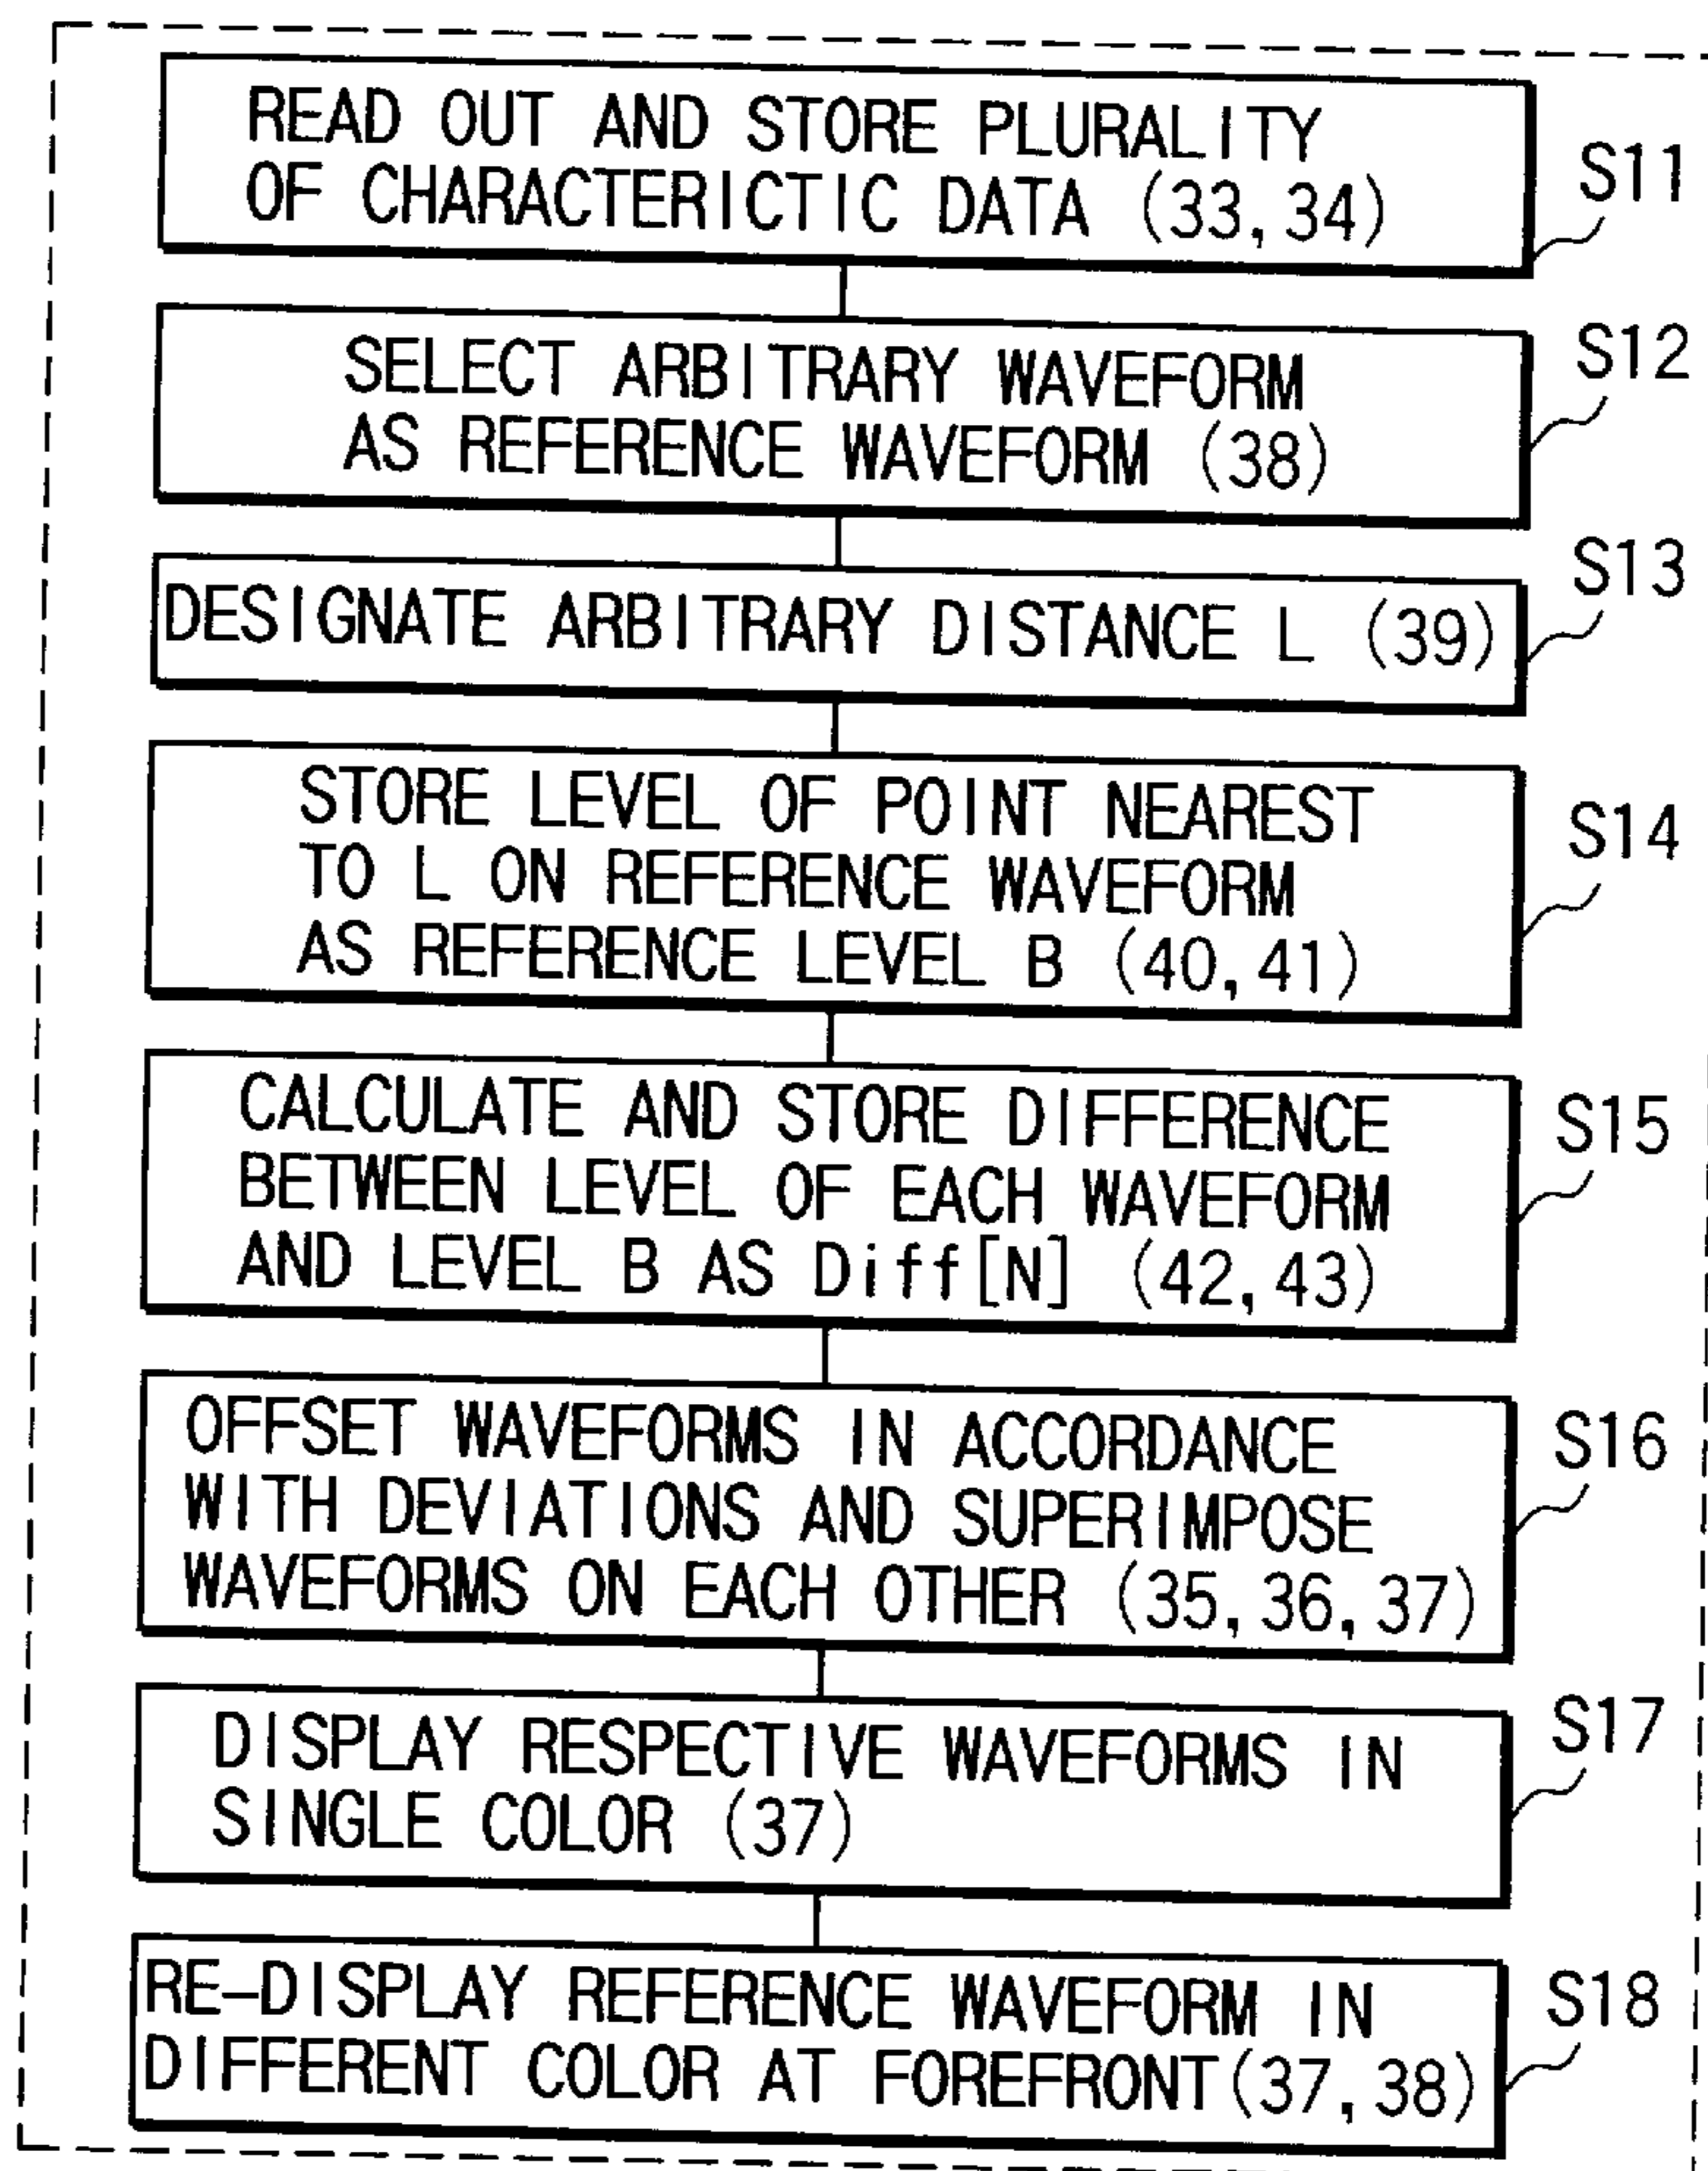 READ OUT AND STORE PLURALITY
OF CHARACTERICTIC DATA (33, 34)
S11
SELECT ARBITRARY WAVEFORM
AS REFERENCE WAVEFORM (38)
S12
DESIGNATE ARBITRARY DISTANCE L (39)
S13
STORE LEVEL OF POINT NEAREST
TO L ON REFERENCE WAVEFORM
AS REFERENCE LEVEL B (40, 41)
S14
CALCULATE AND STORE DIFFERENCE
BETWEEN LEVEL OF EACH WAVEFORM
AND LEVEL B AS Diff[N] (42, 43)
S15
OFFSET WAVEFORMS IN ACCORDANCE
WITH DEVIATIONS AND SUPERIMPOSE
WAVEFORMS ON EACH OTHER (35, 36, 37)
S16
DISPLAY RESPECTIVE WAVEFORMS IN
SINGLE COLOR (37)
S17
RE-DISPLAY REFERENCE WAVEFORM IN
DIFFERENT COLOR AT FOREFRONT(37, 38)
S18